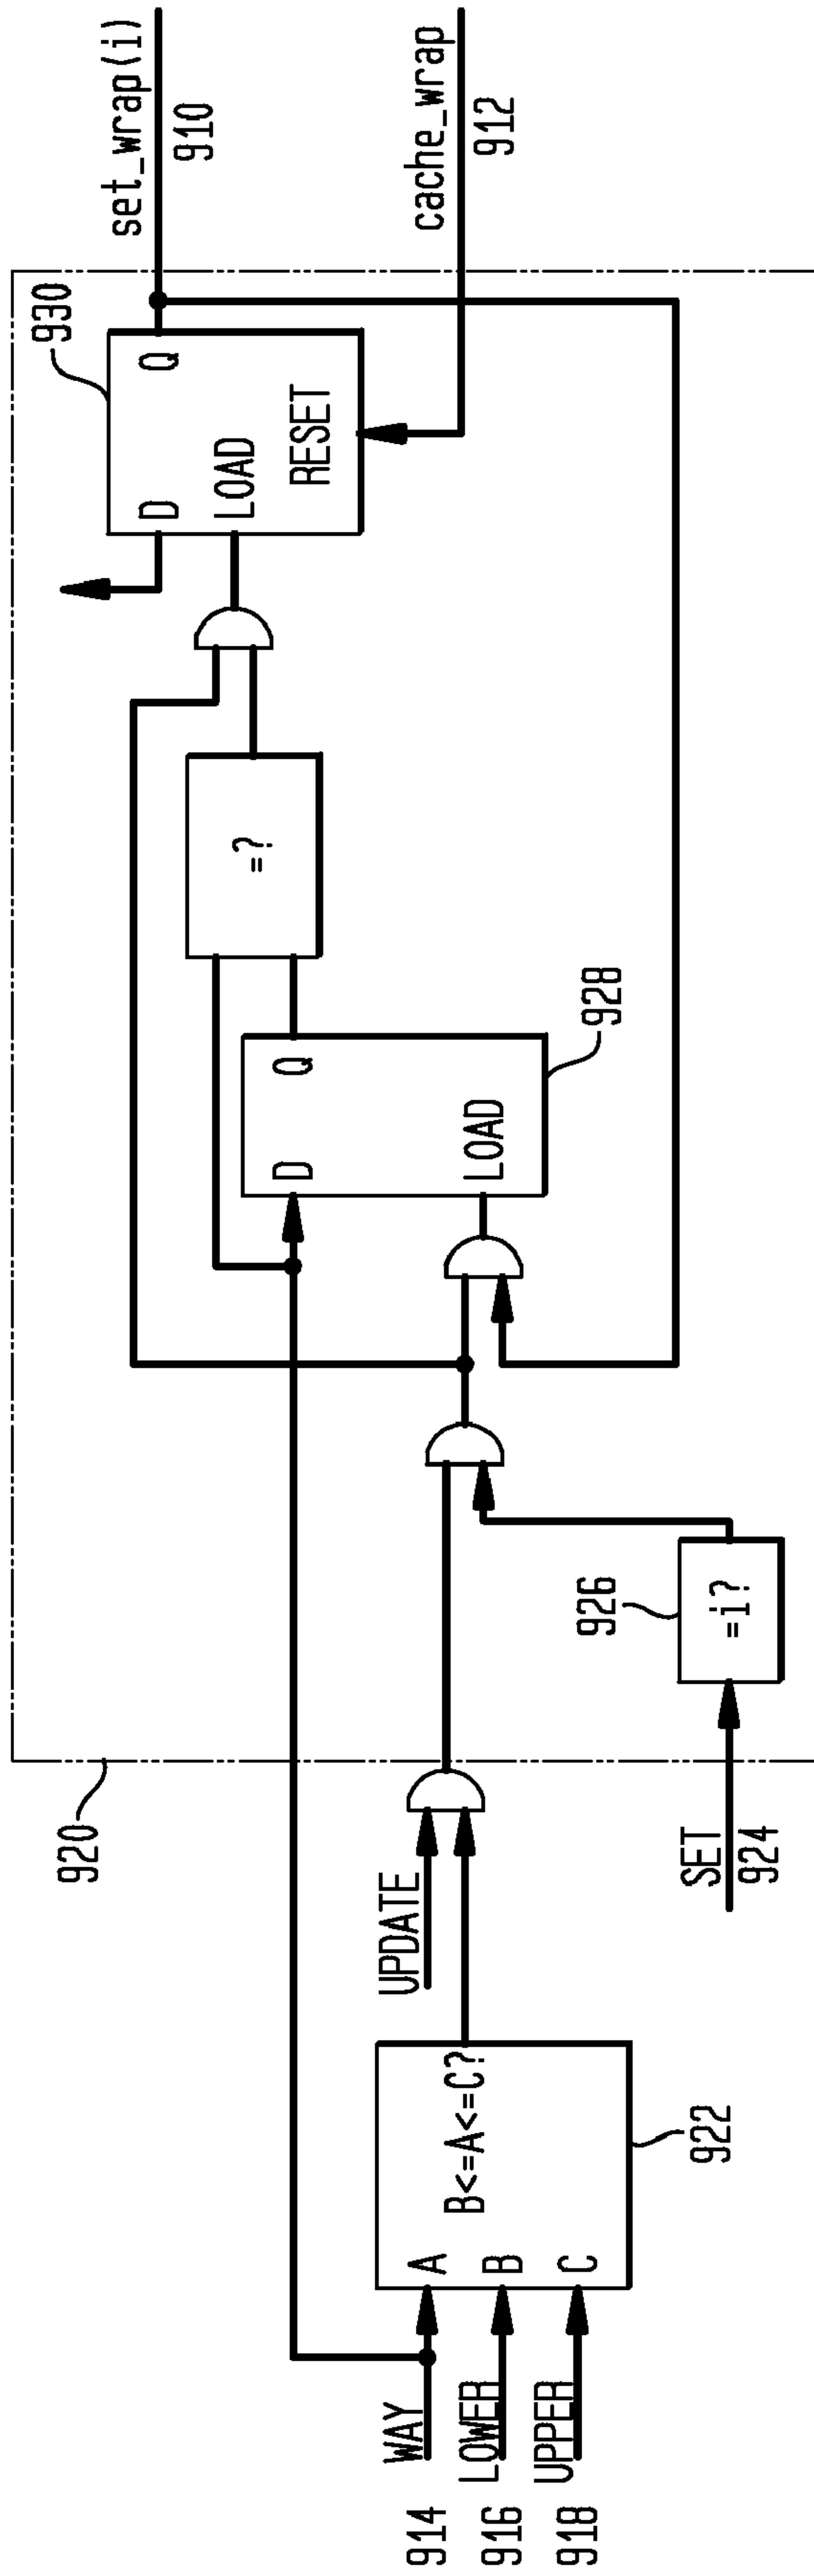 WAY
914
LOWER
916
UPPER
918
A
B
C
B<=A<=C?
922
UPDATE
920
SET
924
=i?
926
D
Q
LOAD
928
=?
D
Q
LOAD
RESET
930
set_wrap(i)
910
cache_wrap
912